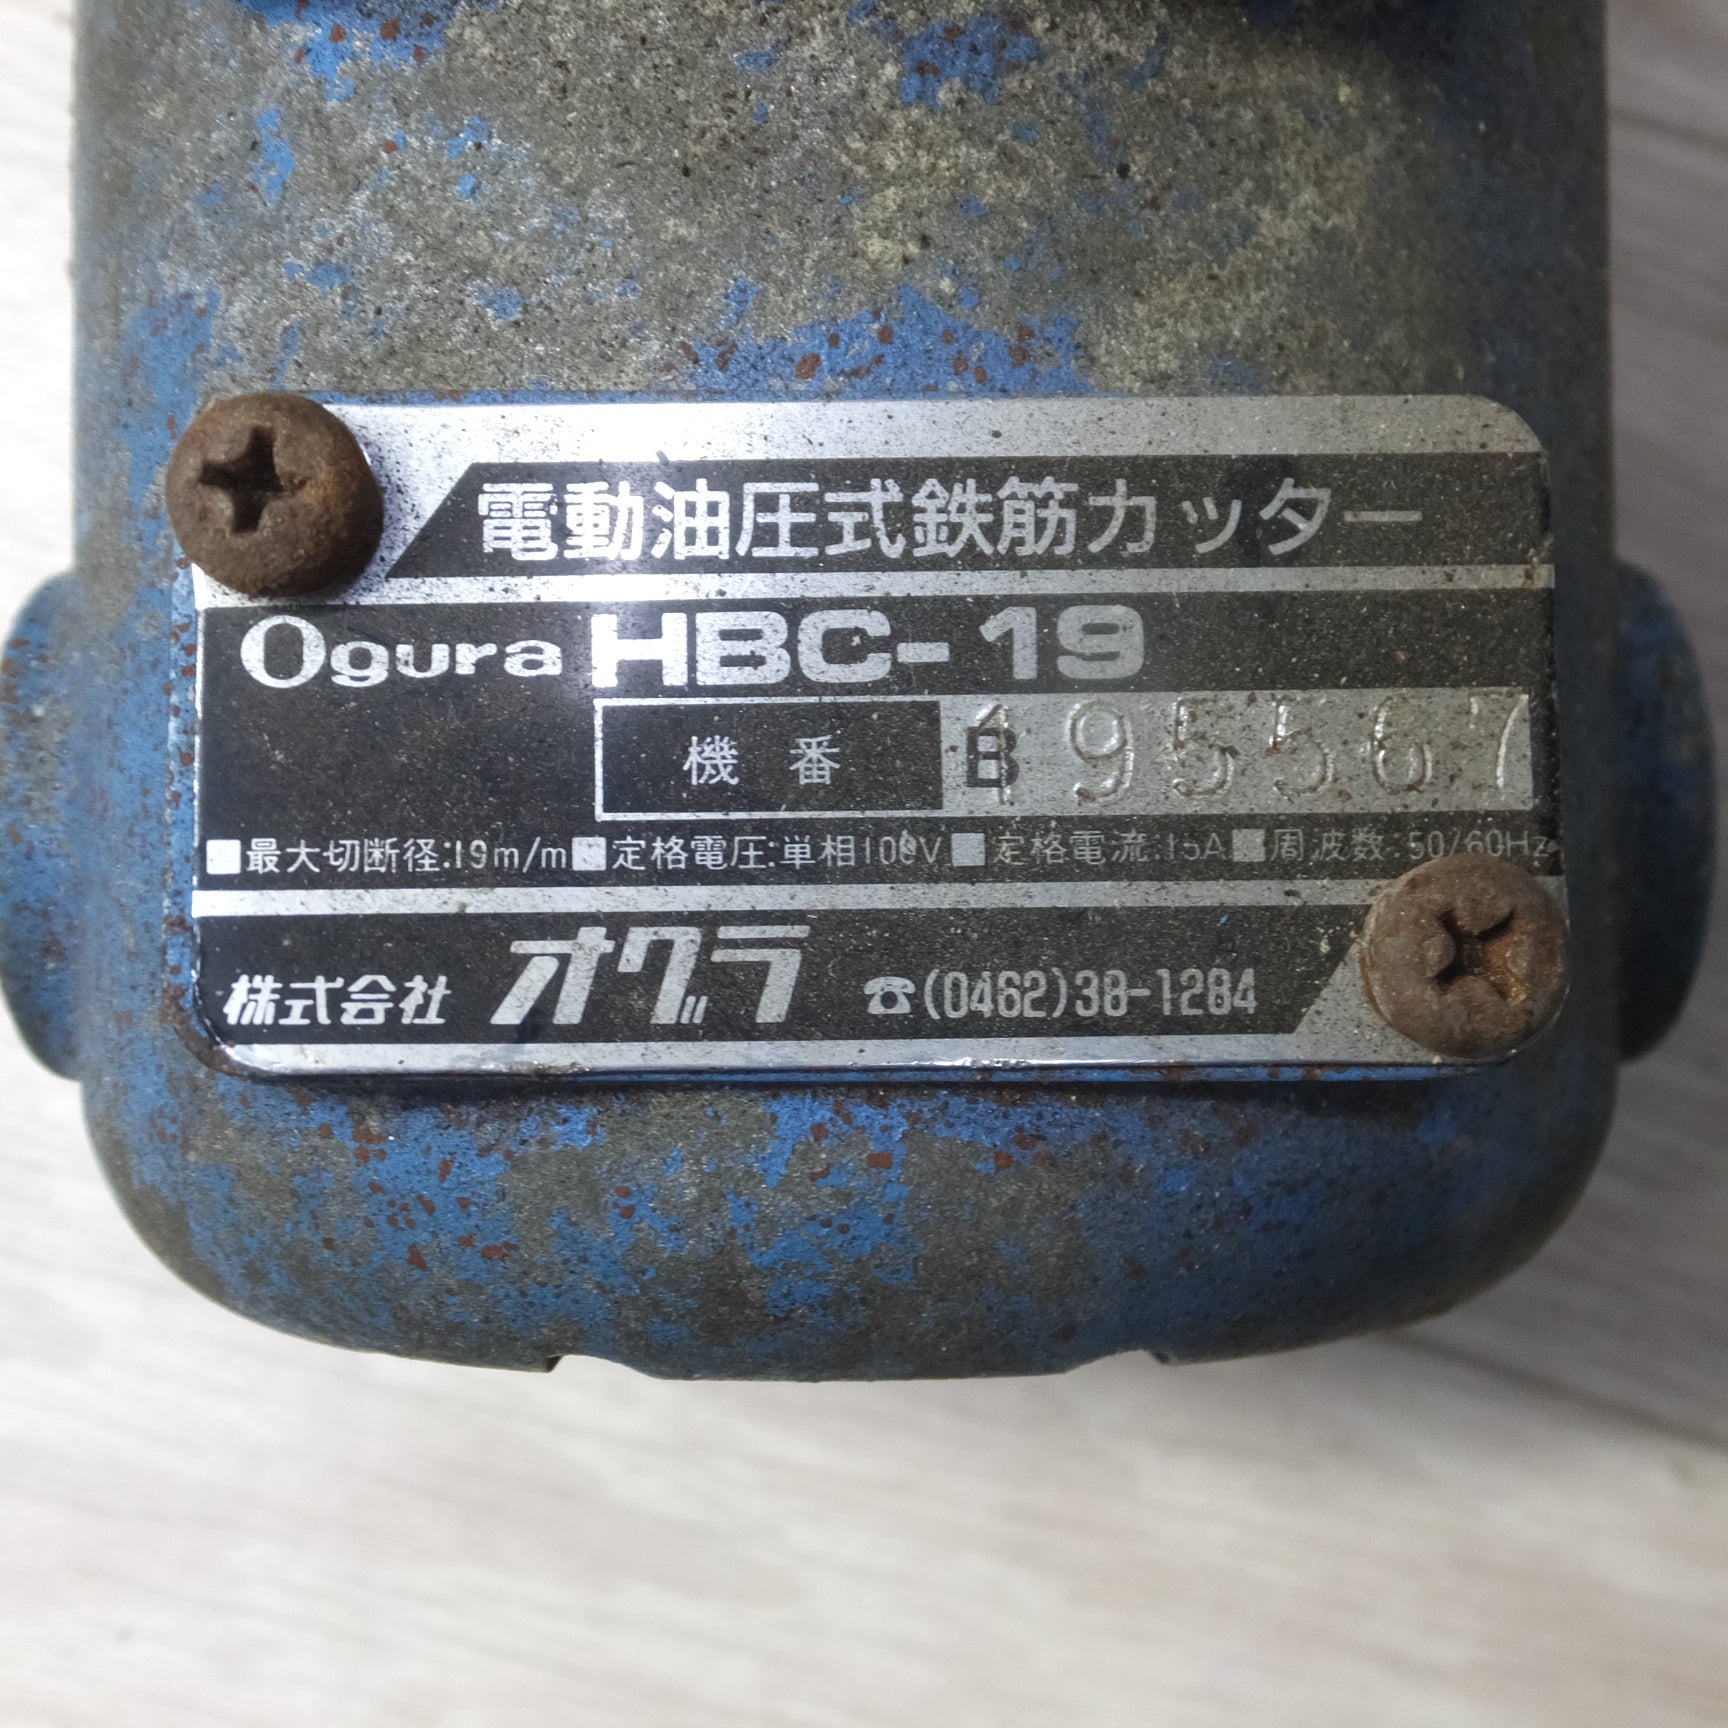 電動油圧式鉄筋カッター
Ogura HBC-19
機番 B 495567
■最大切断径:19m/m■定格電圧:単相100V■定格電流:15A■周波数:50/60Hz
株式会社 オグラ ☎(0462)38-1284